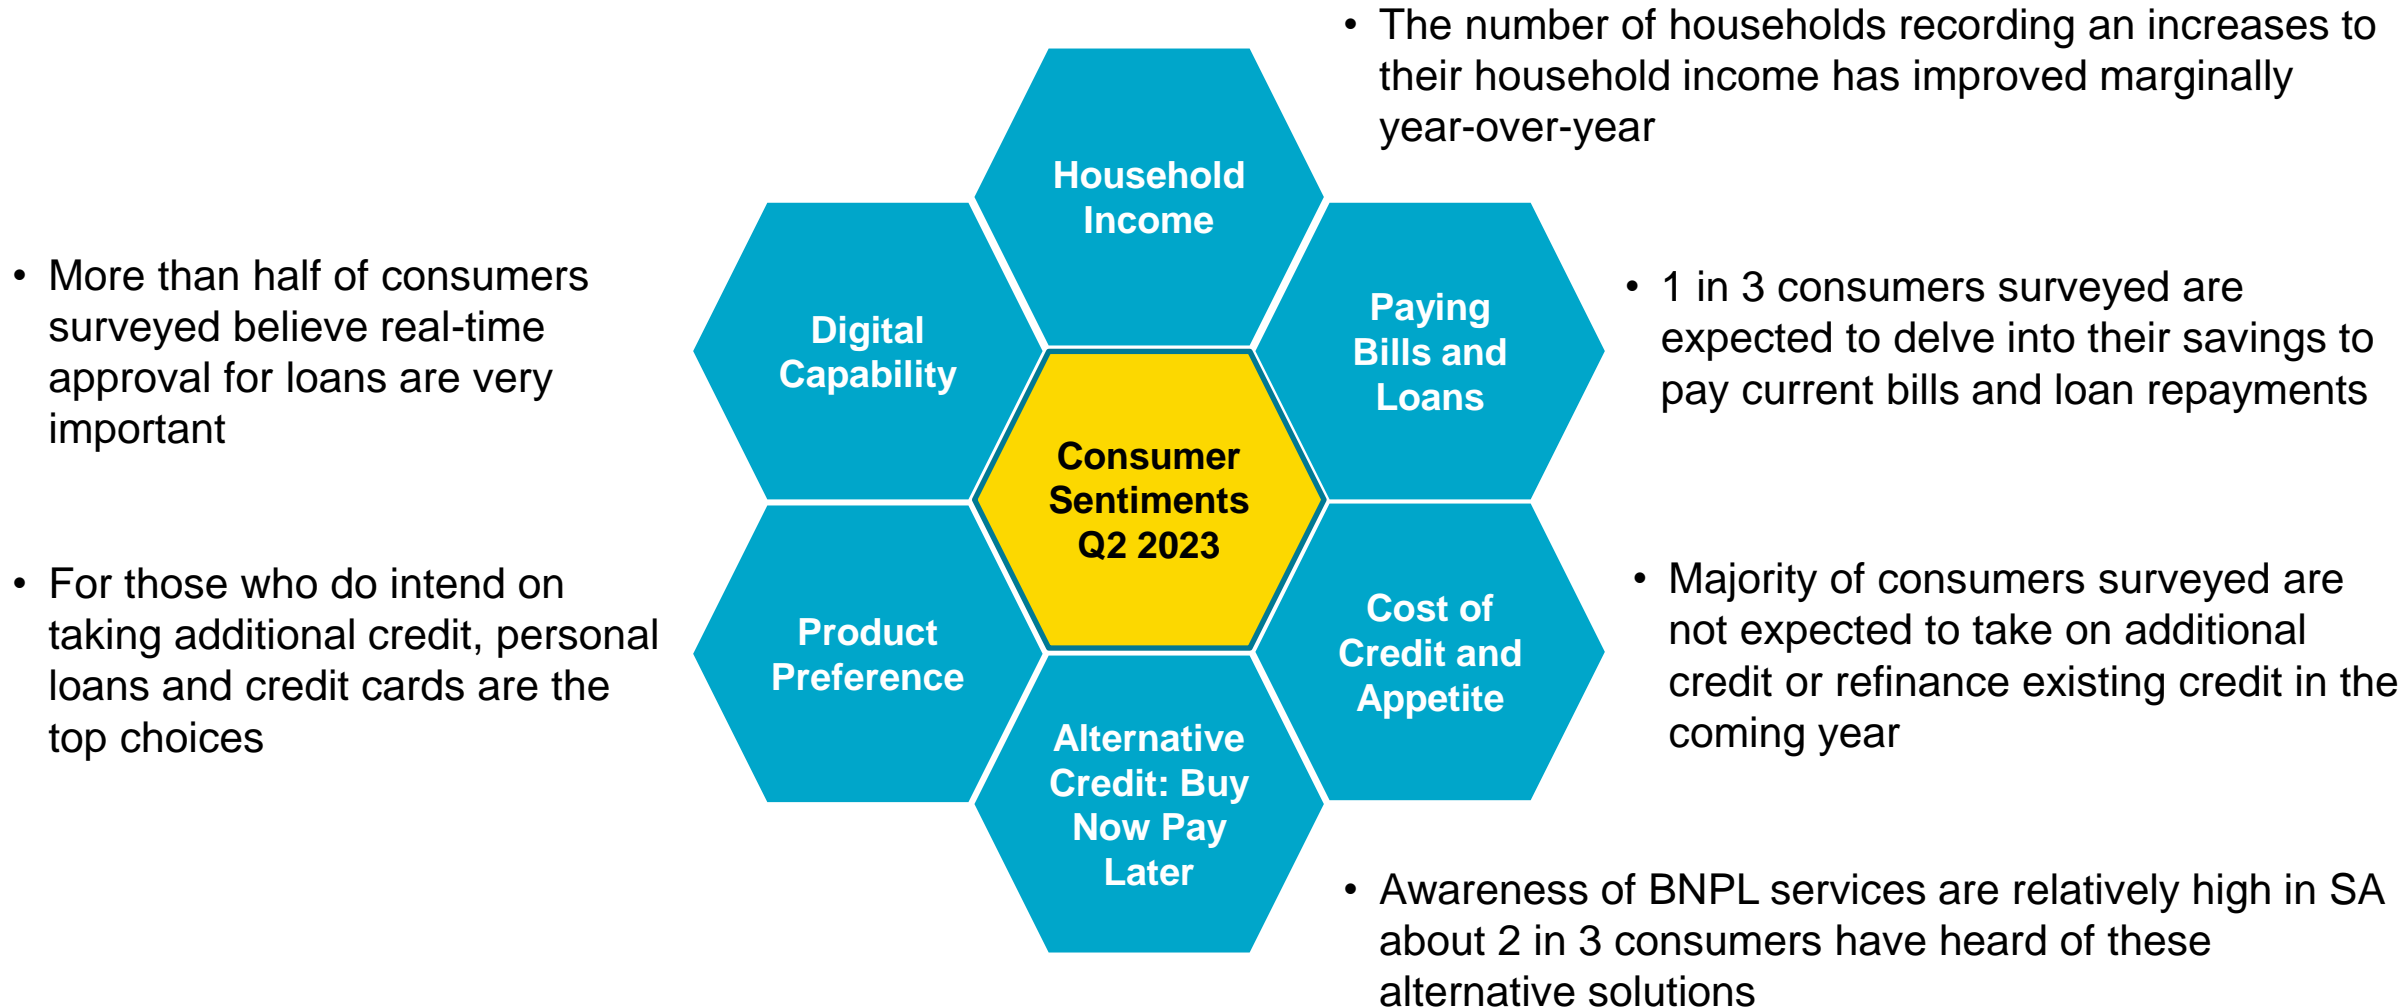 • The number of households recording an increases to
their household income has improved marginally
year-over-year
Household
Income
• More than half of consumers
surveyed believe real-time
approval for loans are very
important
Digital
Capability
Paying
Bills and
Loans
• 1 in 3 consumers surveyed are
expected to delve into their savings to
pay current bills and loan repayments
Consumer
Sentiments
Q2 2023
• For those who do intend on
taking additional credit, personal
loans and credit cards are the
top choices
Product
Preference
Cost of
Credit and
Appetite
• Majority of consumers surveyed are
not expected to take on additional
credit or refinance existing credit in the
coming year
Alternative
Credit: Buy
Now Pay
Later
• Awareness of BNPL services are relatively high in SA
about 2 in 3 consumers have heard of these
alternative solutions